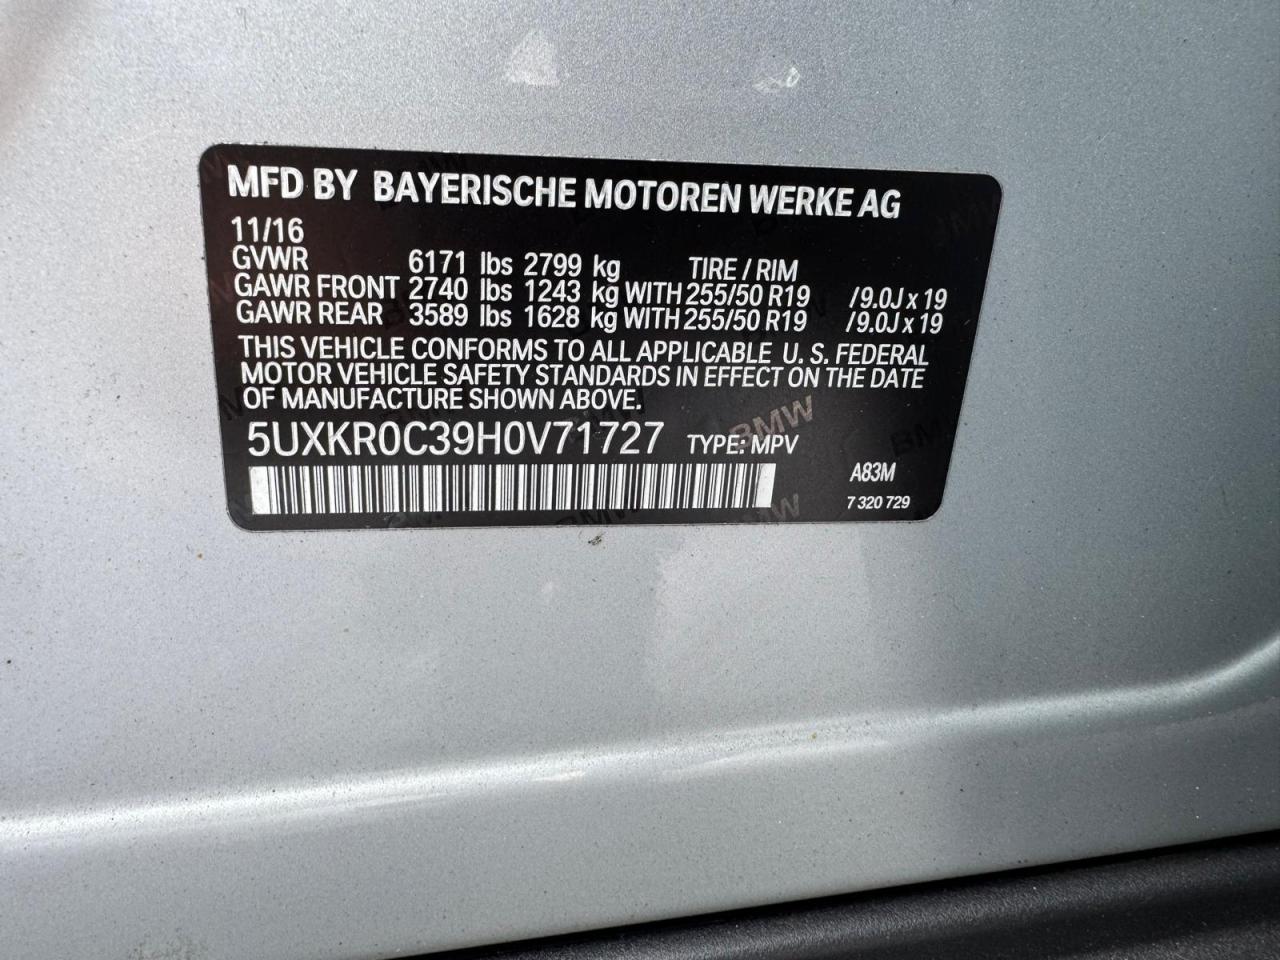 MFD BY BAYERISCHE MOTOREN WERKE AG
11/16
GVWR 6171 lbs 2799 kg TIRE / RIM
GAWR FRONT 2740 lbs 1243 kg WITH 255/50 R19 /9.0J x 19
GAWR REAR 3589 lbs 1628 kg WITH 255/50 R19 /9.0J x 19
THIS VEHICLE CONFORMS TO ALL APPLICABLE U. S. FEDERAL
MOTOR VEHICLE SAFETY STANDARDS IN EFFECT ON THE DATE
OF MANUFACTURE SHOWN ABOVE.
BMW
5UXKR0C39H0V71727 TYPE: MPV
A83M
7 320 729
BMW